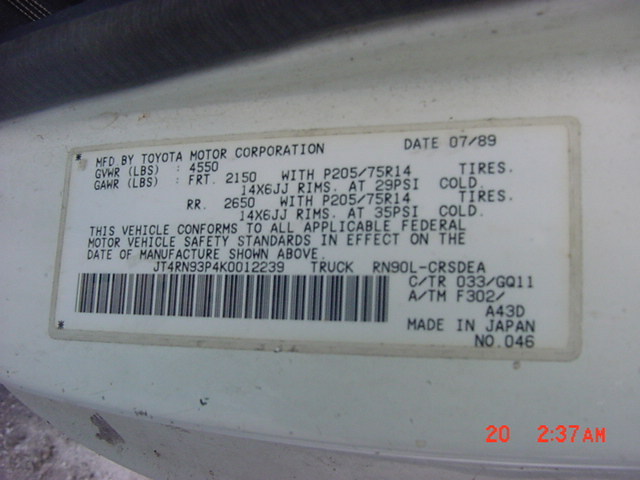 MFD BY TOYOTA MOTOR CORPORATION DATE 07/89
GVWR (LBS) : 4550
GAWR (LBS) : FRT. 2150 WITH P205/75R14 TIRES.
14X6JJ RIMS. AT 29PSI COLD.
RR. 2650 WITH P205/75R14 TIRES.
14X6JJ RIMS. AT 35PSI COLD.
THIS VEHICLE CONFORMS TO ALL APPLICABLE FEDERAL
MOTOR VEHICLE SAFETY STANDARDS IN EFFECT ON THE
DATE OF MANUFACTURE SHOWN ABOVE.
JT4RN93P4K0012239 TRUCK RN90L-CRSDEA
C/TR 033/GQ11
A/TM F302/
A43D
MADE IN JAPAN
NO.046
20 2:37AM